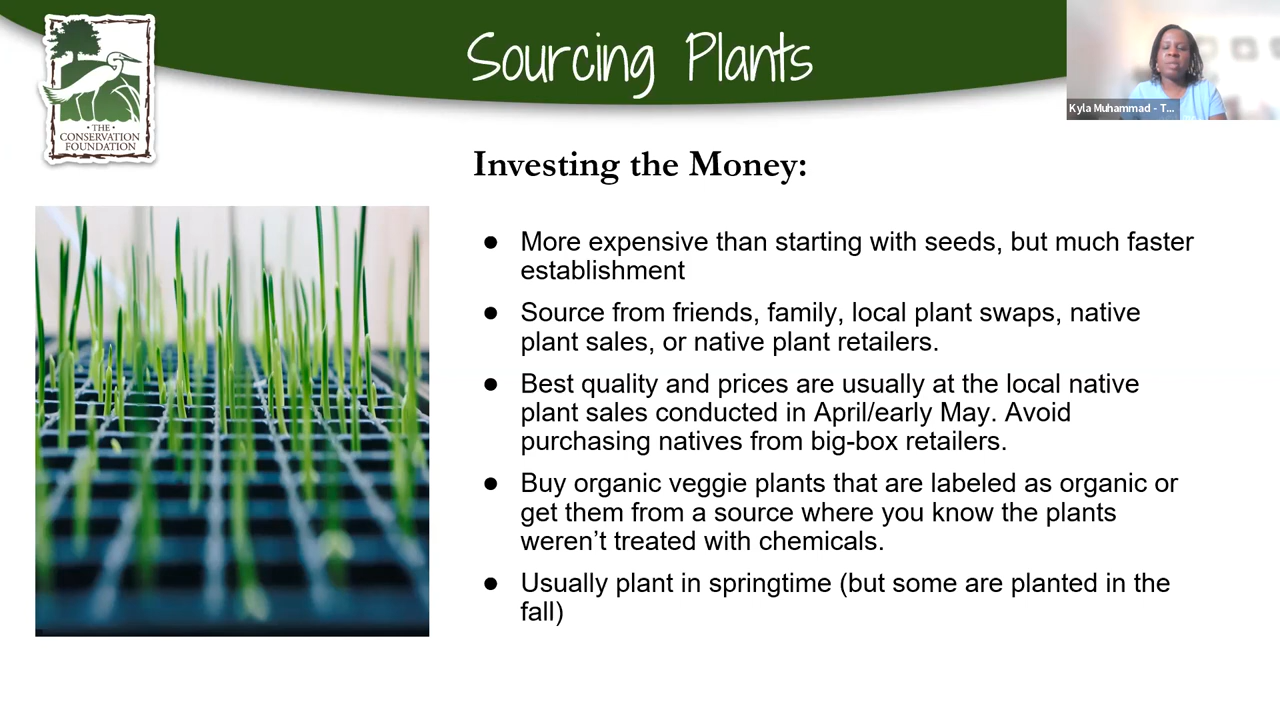 Sourcing Plants
Kyla Muhammad - T...
• THE •
CONSERVATION
FOUNDATION
Investing the Money:
● More expensive than starting with seeds, but much faster
establishment
● Source from friends, family, local plant swaps, native
plant sales, or native plant retailers.
● Best quality and prices are usually at the local native
plant sales conducted in April/early May. Avoid
purchasing natives from big-box retailers.
● Buy organic veggie plants that are labeled as organic or
get them from a source where you know the plants
weren’t treated with chemicals.
● Usually plant in springtime (but some are planted in the
fall)